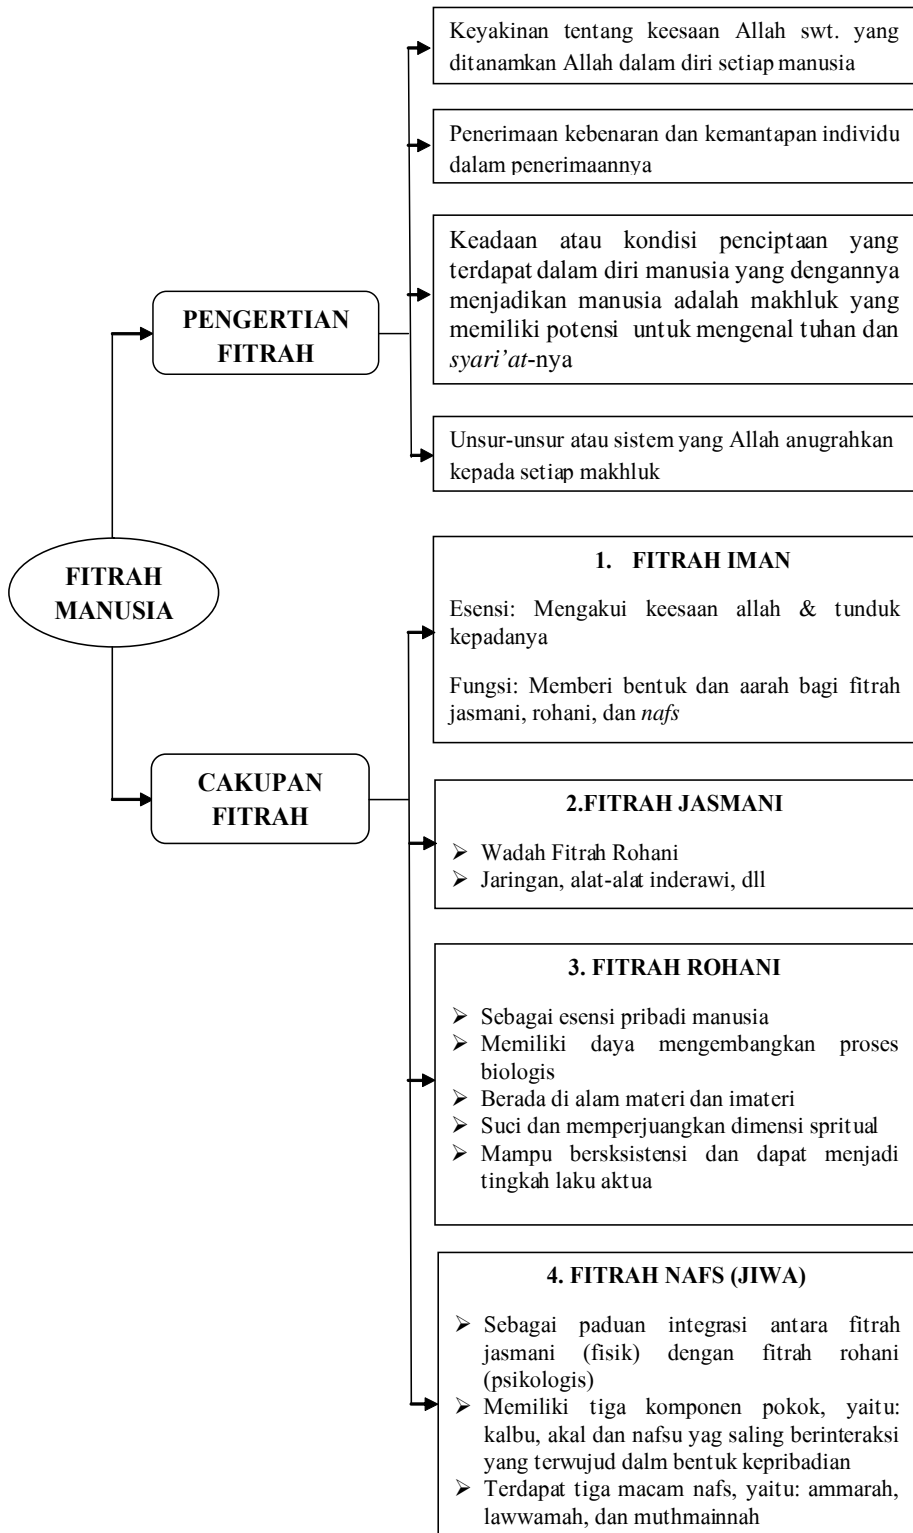 Keyakinan tentang keesaan Allah swt. yang
ditanamkan Allah dalam diri setiap manusia
Penerimaan kebenaran dan kemantapan individu
dalam penerimaannya
Keadaan atau kondisi penciptaan yang
terdapat dalam diri manusia yang dengannya
menjadikan manusia adalah makhluk yang
memiliki potensi untuk mengenal tuhan dan
syari’at-nya
PENGERTIAN
FITRAH
Unsur-unsur atau sistem yang Allah anugrahkan
kepada setiap makhluk
FITRAH
MANUSIA
1. FITRAH IMAN
Esensi: Mengakui keesaan allah & tunduk
kepadanya
Fungsi: Memberi bentuk dan aarah bagi fitrah
jasmani, rohani, dan nafs
CAKUPAN
FITRAH
2.FITRAH JASMANI
➢ Wadah Fitrah Rohani
➢ Jaringan, alat-alat inderawi, dll
3. FITRAH ROHANI
➢ Sebagai esensi pribadi manusia
➢ Memiliki daya mengembangkan proses
biologis
➢ Berada di alam materi dan imateri
➢ Suci dan memperjuangkan dimensi spritual
➢ Mampu bersksistensi dan dapat menjadi
tingkah laku aktua
4. FITRAH NAFS (JIWA)
➢ Sebagai paduan integrasi antara fitrah
jasmani (fisik) dengan fitrah rohani
(psikologis)
➢ Memiliki tiga komponen pokok, yaitu:
kalbu, akal dan nafsu yag saling berinteraksi
yang terwujud dalm bentuk kepribadian
➢ Terdapat tiga macam nafs, yaitu: ammarah,
lawwamah, dan muthmainnah